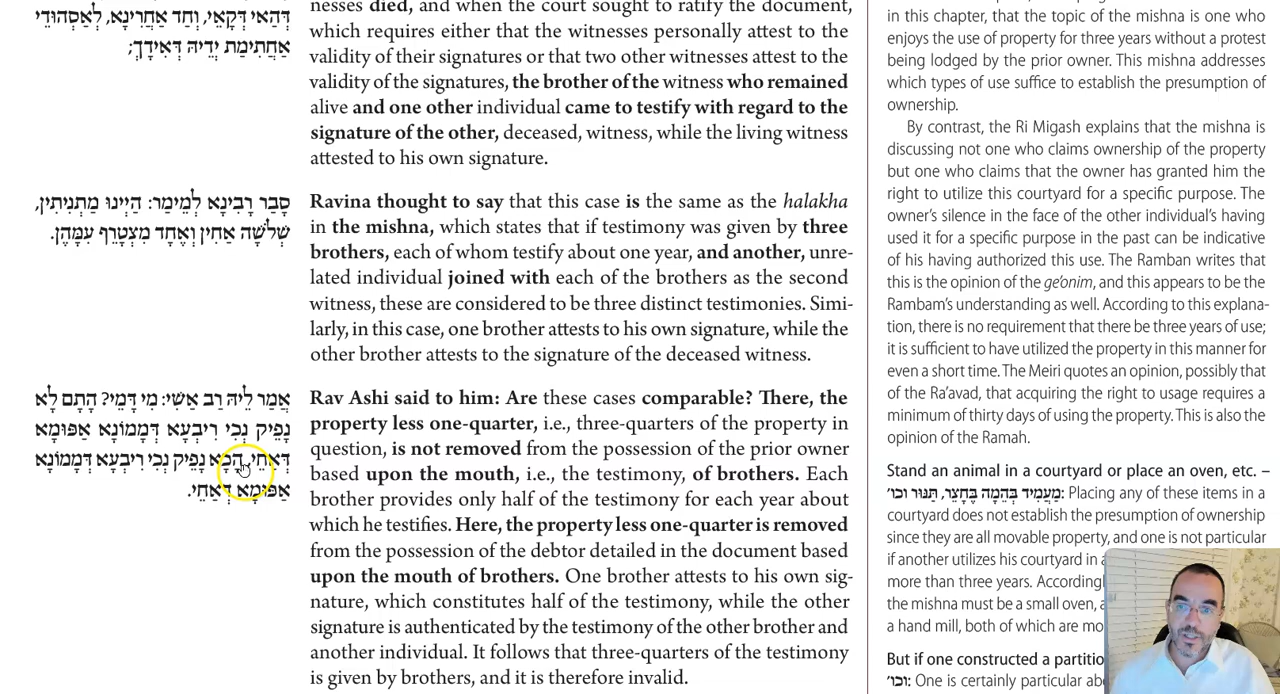 דְּהַאי דְּקָאֵי, וְחַד אַחֲרִינָא, לְאַסְהוֹדֵי
אַחֲתִימַת יְדֵיהּ דְּאִידָךְ;
nesses died, and when the court sought to ratify the document,
which requires either that the witnesses personally attest to the
validity of their signatures or that two other witnesses attest to the
validity of the signatures, the brother of the witness who remained
alive and one other individual came to testify with regard to the
signature of the other, deceased, witness, while the living witness
attested to his own signature.
סָבַר רָבִינָא לְמֵימַר: הַיְינוּ מַתְנִיתִין,
שְׁלֹשָׁה אַחִין וְאֶחָד מִצְטָרֵף עִמָּהֶן.
Ravina thought to say that this case is the same as the halakha
in the mishna, which states that if testimony was given by three
brothers, each of whom testify about one year, and another, unre-
lated individual joined with each of the brothers as the second
witness, these are considered to be three distinct testimonies. Simi-
larly, in this case, one brother attests to his own signature, while the
other brother attests to the signature of the deceased witness.
אֲמַר לֵיהּ רַב אַשִׁי: מִי דָּמֵי? הָתָם לָא
נָפֵיק נְכֵי רִיבְעָא דְּמָמוֹנָא אַפּוּמָּא
דְּאַחֵי, הָכָא נָפֵיק נְכֵי רִיבְעָא דְּמָמוֹנָא
אַפּוּמָּא דְּאַחֵי.
Rav Ashi said to him: Are these cases comparable? There, the
property less one-quarter, i.e., three-quarters of the property in
question, is not removed from the possession of the prior owner
based upon the mouth, i.e., the testimony, of brothers. Each
brother provides only half of the testimony for each year about
which he testifies. Here, the property less one-quarter is removed
from the possession of the debtor detailed in the document based
upon the mouth of brothers. One brother attests to his own sig-
nature, which constitutes half of the testimony, while the other
signature is authenticated by the testimony of the other brother and
another individual. It follows that three-quarters of the testimony
is given by brothers, and it is therefore invalid.
in this chapter, that the topic of the mishna is one who
enjoys the use of property for three years without a protest
being lodged by the prior owner. This mishna addresses
which types of use suffice to establish the presumption of
ownership.
By contrast, the Ri Migash explains that the mishna is
discussing not one who claims ownership of the property
but one who claims that the owner has granted him the
right to utilize this courtyard for a specific purpose. The
owner's silence in the face of the other individual's having
used it for a specific purpose in the past can be indicative
of his having authorized this use. The Ramban writes that
this is the opinion of the ge'onim, and this appears to be the
Rambam's understanding as well. According to this explana-
tion, there is no requirement that there be three years of use;
it is sufficient to have utilized the property in this manner for
even a short time. The Meiri quotes an opinion, possibly that
of the Ra'avad, that acquiring the right to usage requires a
minimum of thirty days of using the property. This is also the
opinion of the Ramah.
Stand an animal in a courtyard or place an oven, etc. –
מַעֲמִיד בְּהֵמָה בְּחָצֵר, תַּנּוּר וכו׳: Placing any of these items in a
courtyard does not establish the presumption of ownership
since they are all movable property, and one is not particular
if another utilizes his courtyard in a
more than three years. According
the mishna must be a small oven, a
a hand mill, both of which are mo
But if one constructed a partitio
וכו׳: One is certainly particular ab